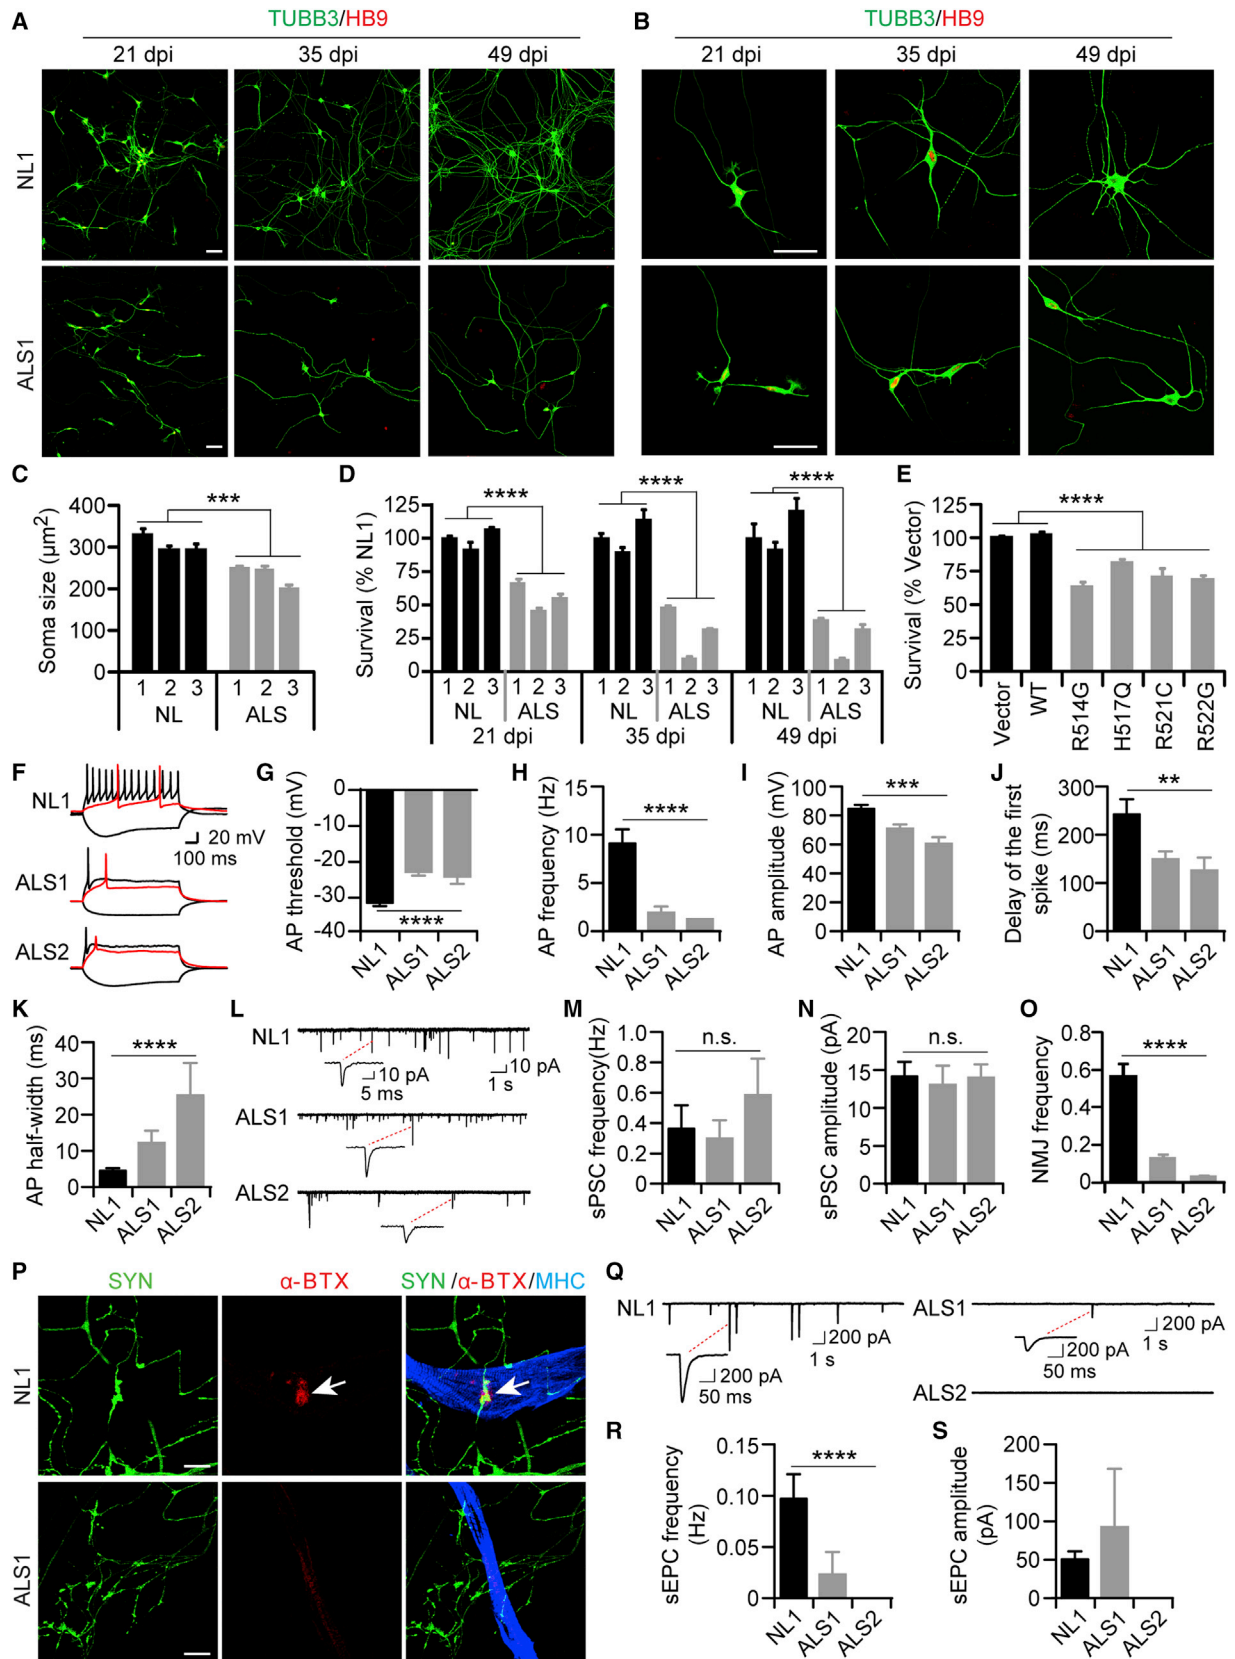 A
TUBB3/HB9
21 dpi 35 dpi 49 dpi
NL1
ALS1
B
TUBB3/HB9
21 dpi 35 dpi 49 dpi
C
Soma size (µm2)
400
300
200
100
0
***
1 2 3 1 2 3
NL ALS
D
Survival (% NL1)
125
100
75
50
25
0
**** **** ****
1 2 3 1 2 3 1 2 3 1 2 3 1 2 3 1 2 3
NL ALS NL ALS NL ALS
21 dpi 35 dpi 49 dpi
E
Survival (% Vector)
125
100
75
50
25
0
****
Vector WT R514G H517Q R521C R522G
F
NL1
20 mV
100 ms
ALS1
ALS2
G
AP threshold (mV)
0
-10
-20
-30
-40
****
NL1 ALS1 ALS2
H
AP frequency (Hz)
15
10
5
0
****
NL1 ALS1 ALS2
I
AP amplitude (mV)
100
80
60
40
20
0
***
NL1 ALS1 ALS2
J
Delay of the first
spike (ms)
300
200
100
0
**
NL1 ALS1 ALS2
K
AP half-width (ms)
40
30
20
10
0
****
NL1 ALS1 ALS2
L
NL1
10 pA
5 ms
10 pA
1 s
ALS1
ALS2
M
sPSC frequency(Hz)
1.0
0.8
0.6
0.4
0.2
0
n.s.
NL1 ALS1 ALS2
N
sPSC amplitude (pA)
20
15
10
5
0
n.s.
NL1 ALS1 ALS2
O
NMJ frequency
0.8
0.6
0.4
0.2
0
****
NL1 ALS1 ALS2
P
SYN α-BTX SYN /α-BTX/MHC
NL1
ALS1
Q
NL1
200 pA
1 s
200 pA
50 ms
ALS1
200 pA
1 s
200 pA
50 ms
ALS2
R
sEPC frequency
(Hz)
0.15
0.10
0.05
0
****
NL1 ALS1 ALS2
S
sEPC amplitude
(pA)
200
150
100
50
0
NL1 ALS1 ALS2